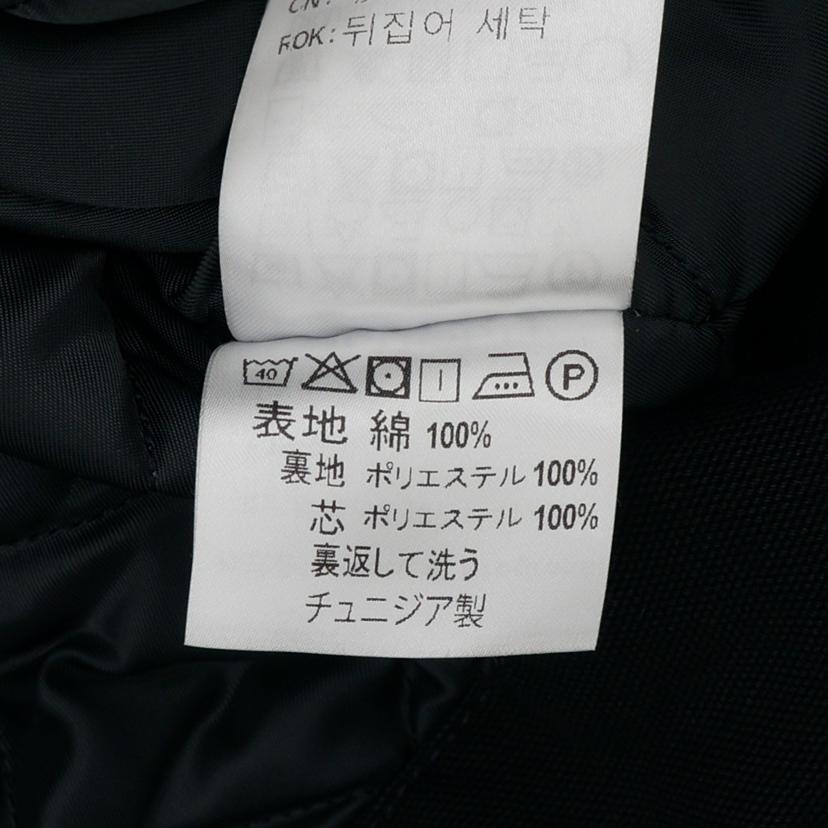 ROK: 뒤집어 세탁
40 P
表地 綿 100%
裏地 ポリエステル 100%
芯 ポリエステル 100%
裏返して洗う
チュニジア製